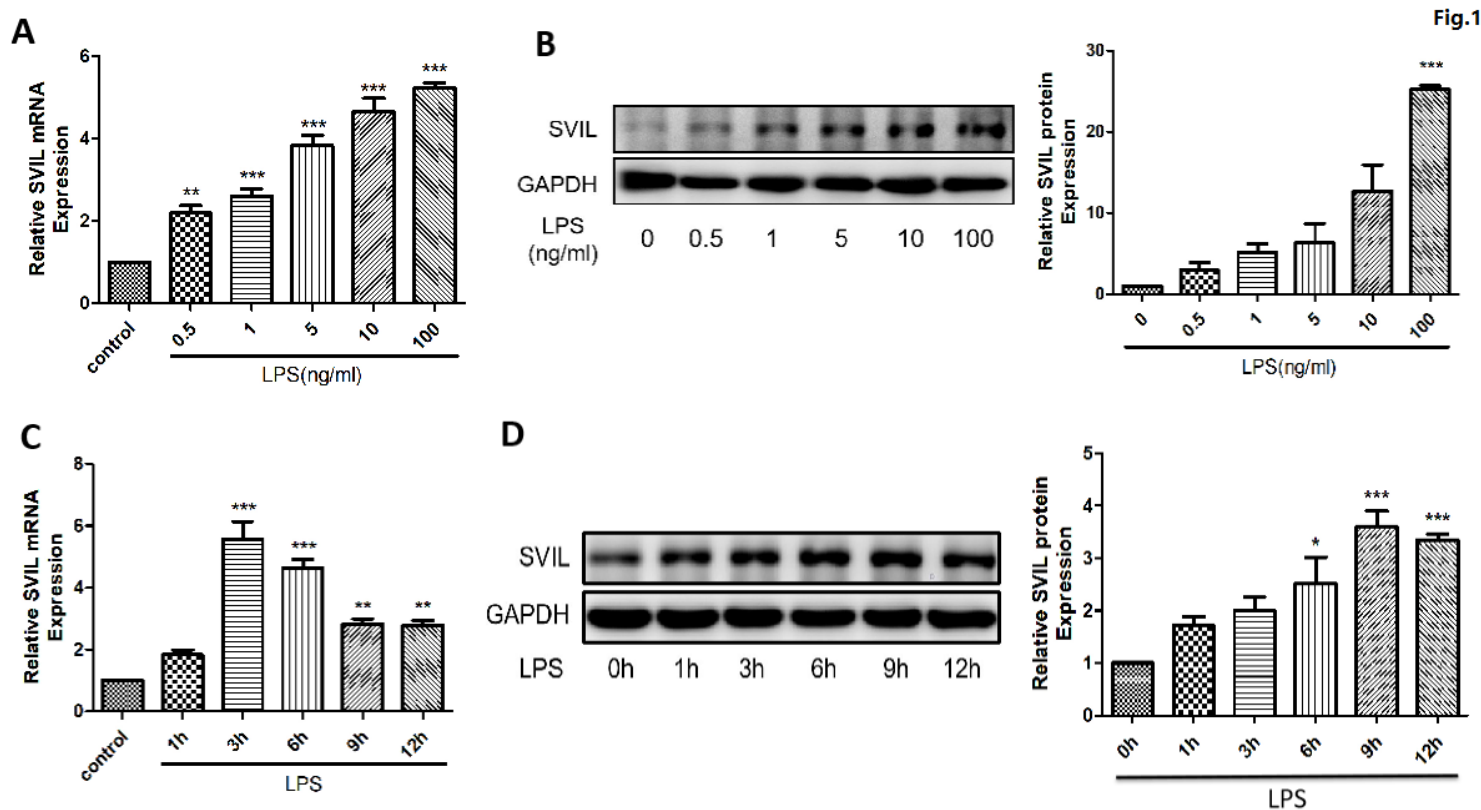 Fig.1
A
Relative SVIL mRNA
Expression
6
4
2
0
**
***
***
***
***
control
0.5
1
5
10
100
LPS(ng/ml)
B
SVIL
GAPDH
LPS
(ng/ml)
0 0.5 1 5 10 100
Relative SVIL protein
Expression
30
20
10
0
***
0
0.5
1
5
10
100
LPS(ng/ml)
C
Relative SVIL mRNA
Expression
8
6
4
2
0
***
***
**
**
control
1h
3h
6h
9h
12h
LPS
D
SVIL
GAPDH
LPS 0h 1h 3h 6h 9h 12h
Relative SVIL protein
Expression
5
4
3
2
1
0
*
***
***
0h
1h
3h
6h
9h
12h
LPS